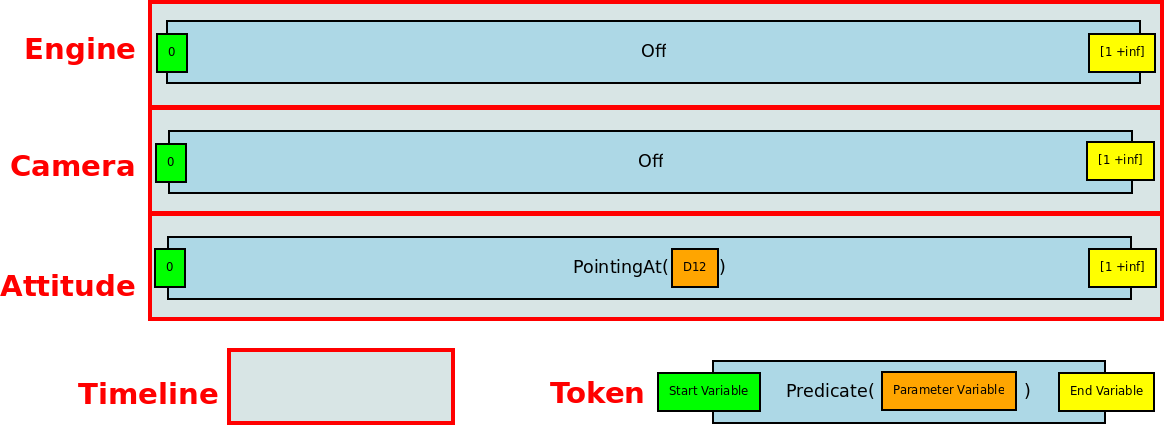 Engine
0
Off
[1 +inf]
Camera
0
Off
[1 +inf]
Attitude
0
PointingAt( D12 )
[1 +inf]
Timeline
Token
Start Variable
Predicate( Parameter Variable )
End Variable